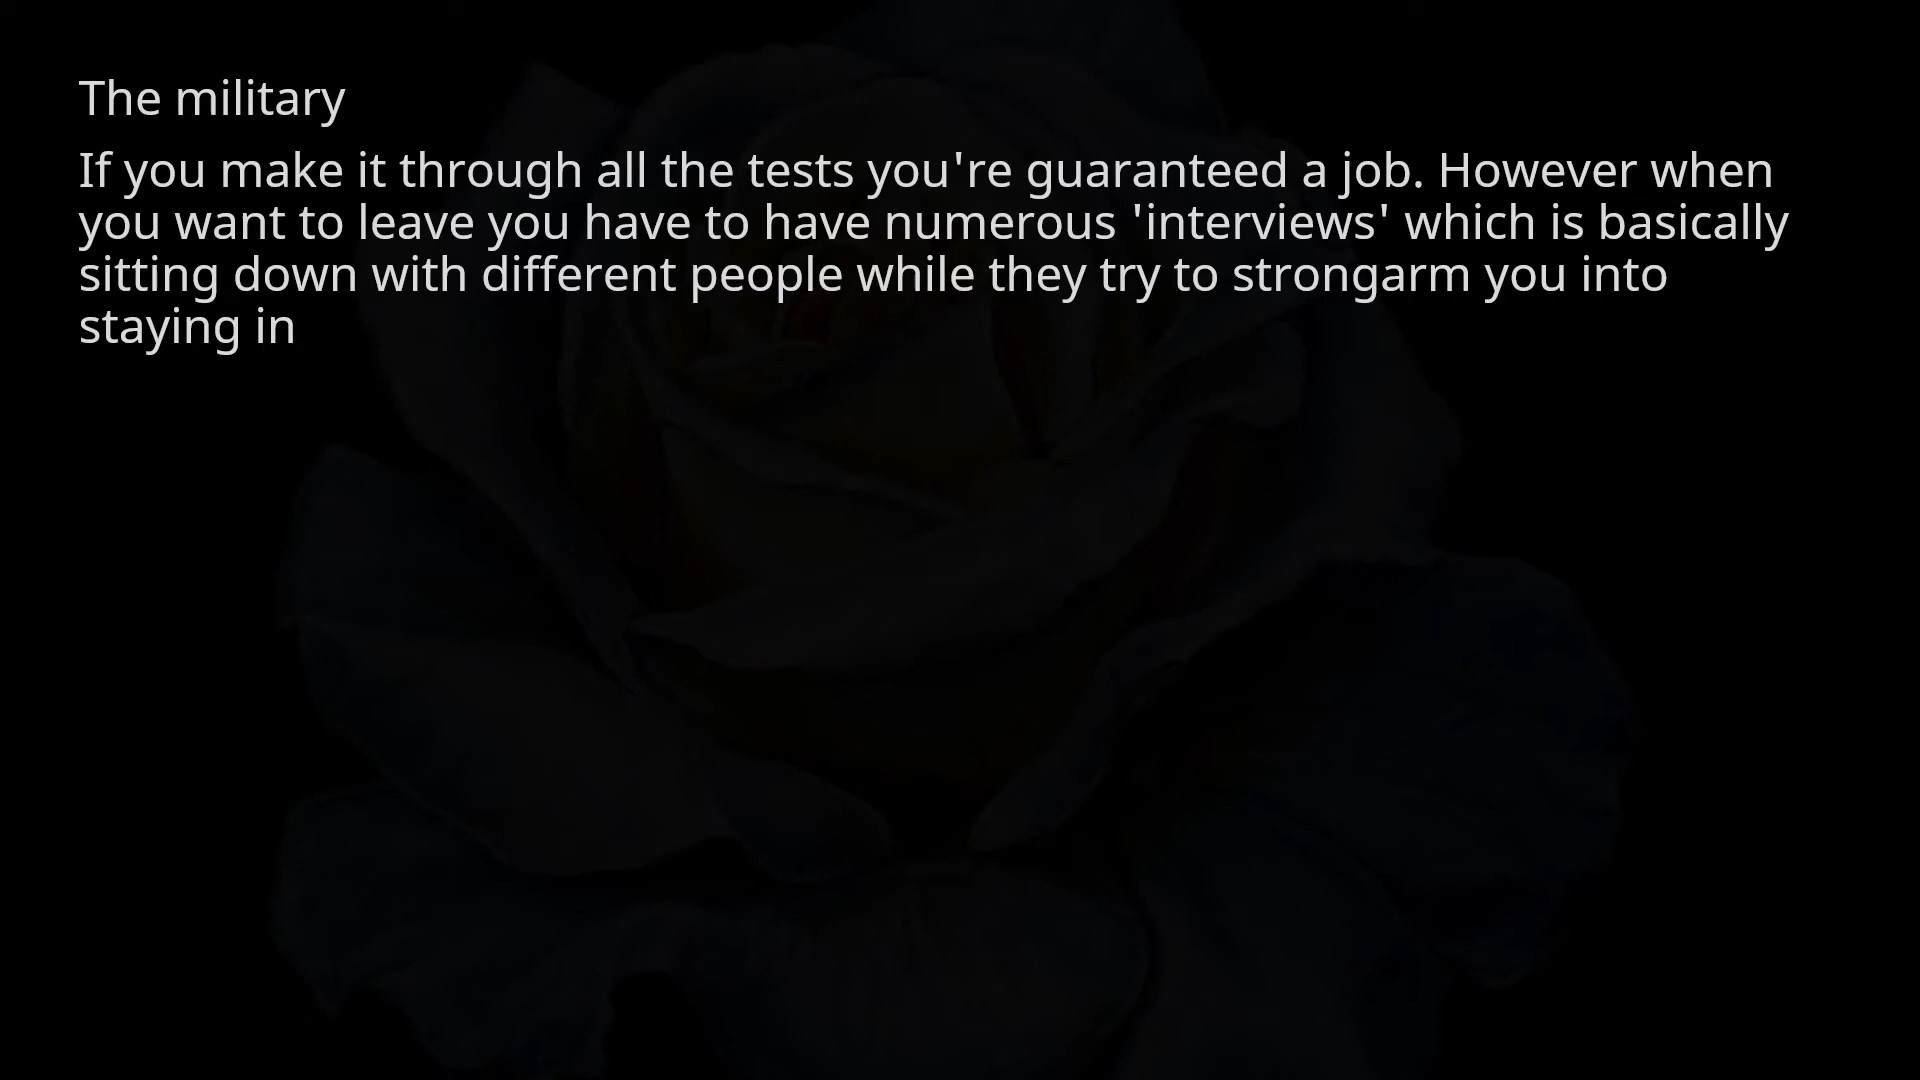 The military
If you make it through all the tests you're guaranteed a job. However when
you want to leave you have to have numerous 'interviews' which is basically
sitting down with different people while they try to strongarm you into
staying in